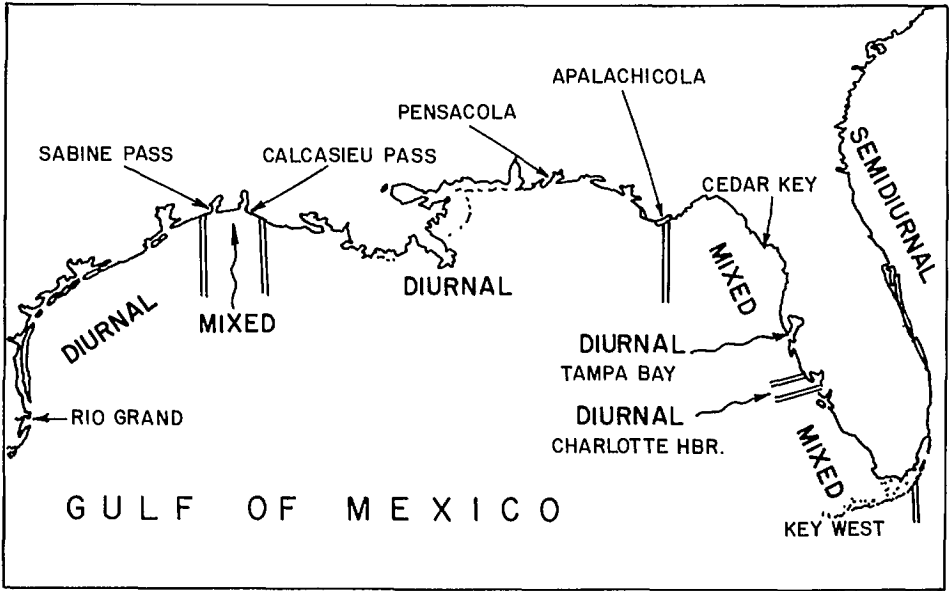 APALACHICOLA
PENSACOLA
SABINE PASS
CALCASIEU PASS
CEDAR KEY
SEMIDIURNAL
MIXED
DIURNAL
DIURNAL
MIXED
DIURNAL
TAMPA BAY
RIO GRAND
DIURNAL
CHARLOTTE HBR.
MIXED
GULF OF MEXICO
KEY WEST